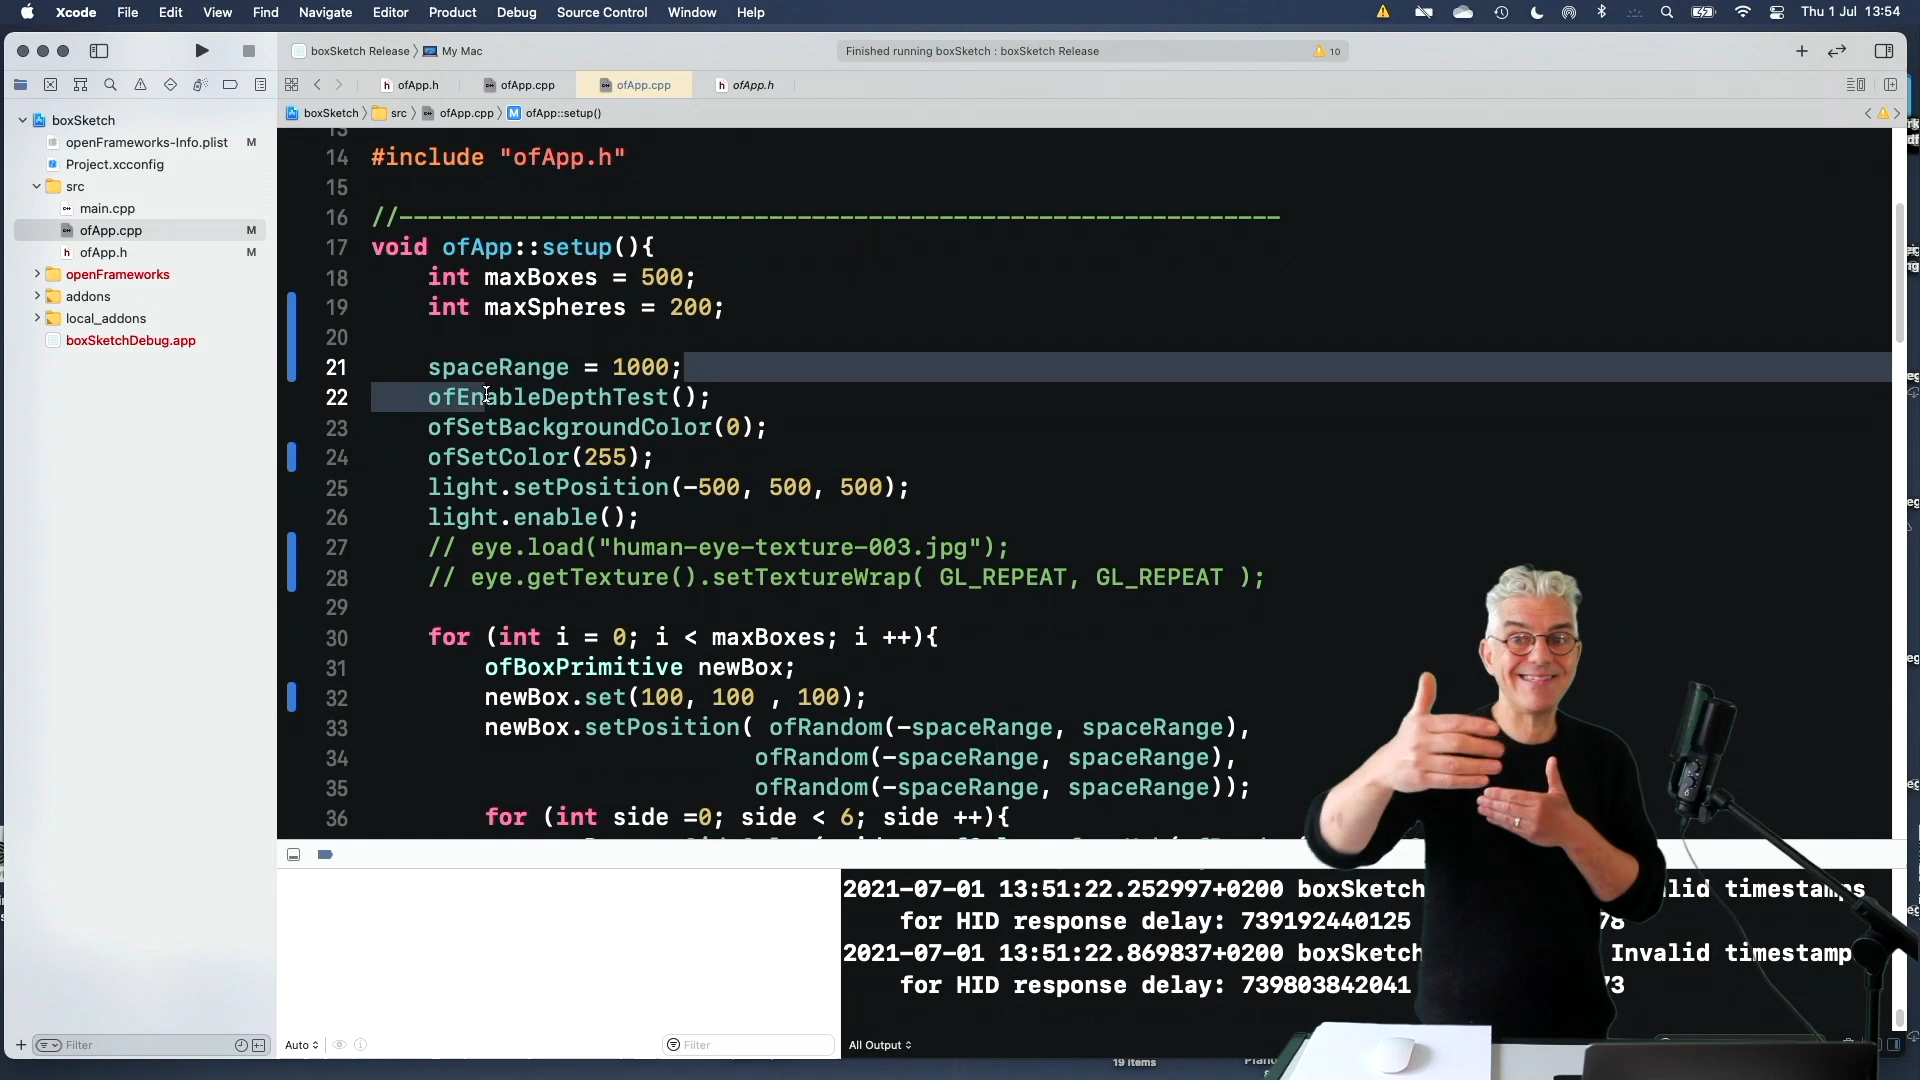 Xcode File Edit View Find Navigate Editor Product Debug Source Control Window Help Thu 1 Jul 13:54
boxSketch Release My Mac Finished running boxSketch : boxSketch Release 10
ofApp.h ofApp.cpp ofApp.cpp ofApp.h
boxSketch src ofApp.cpp M ofApp::setup()
boxSketch
openFrameworks-Info.plist M
Project.xcconfig
src
main.cpp
ofApp.cpp M
h ofApp.h M
openFrameworks
addons
local_addons
boxSketchDebug.app
13
14 #include "ofApp.h"
15
16 //--------------------------------------------------------------
17 void ofApp::setup(){
18 int maxBoxes = 500;
19 int maxSpheres = 200;
20
21 spaceRange = 1000;
22 ofEnableDepthTest();
23 ofSetBackgroundColor(0);
24 ofSetColor(255);
25 light.setPosition(-500, 500, 500);
26 light.enable();
27 // eye.load("human-eye-texture-003.jpg");
28 // eye.getTexture().setTextureWrap( GL_REPEAT, GL_REPEAT );
29
30 for (int i = 0; i < maxBoxes; i ++){
31 ofBoxPrimitive newBox;
32 newBox.set(100, 100 , 100);
33 newBox.setPosition( ofRandom(-spaceRange, spaceRange),
34 ofRandom(-spaceRange, spaceRange),
35 ofRandom(-spaceRange, spaceRange));
36 for (int side =0; side < 6; side ++){
2021-07-01 13:51:22.252997+0200 boxSketch lid timestamps
for HID response delay: 739192440125 78
2021-07-01 13:51:22.869837+0200 boxSketch Invalid timestamp
for HID response delay: 739803842041 73
Filter Auto Filter All Output
19 items